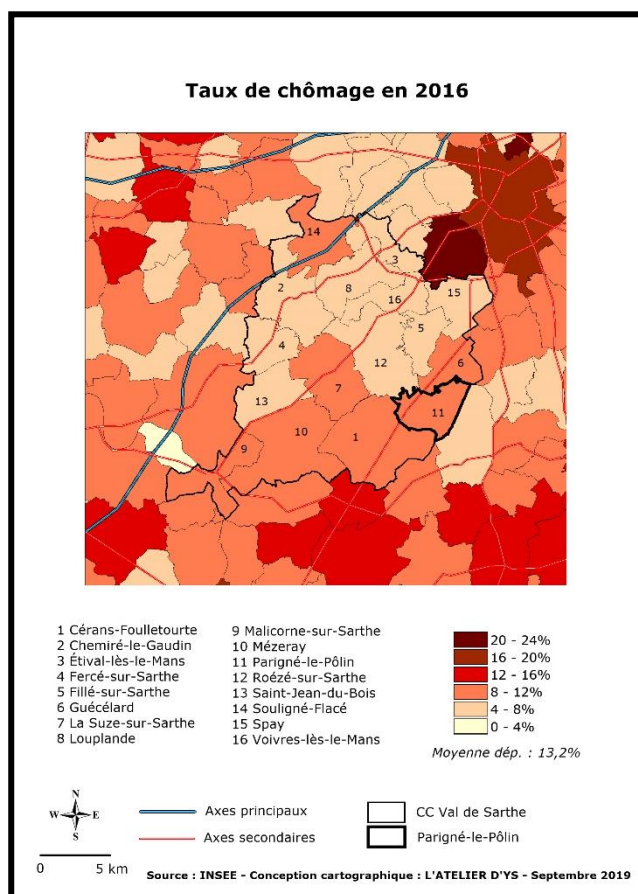 Taux de chômage en 2016
14
3
2
8
15
16
5
4
12
6
7
13
11
10
1
9
1 Cérans-Foulletourte
2 Chemiré-le-Gaudin
3 Étival-lès-le-Mans
4 Fercé-sur-Sarthe
5 Fillé-sur-Sarthe
6 Guécélard
7 La Suze-sur-Sarthe
8 Louplande
9 Malicorne-sur-Sarthe
10 Mézeray
11 Parigné-le-Pôlin
12 Roézé-sur-Sarthe
13 Saint-Jean-du-Bois
14 Souligné-Flacé
15 Spay
16 Voivres-lès-le-Mans
20 - 24%
16 - 20%
12 - 16%
8 - 12%
4 - 8%
0 - 4%
Moyenne dép. : 13,2%
N
W E
S
Axes principaux
Axes secondaires
CC Val de Sarthe
Parigné-le-Pôlin
0 5 km
Source : INSEE - Conception cartographique : L'ATELIER D'YS - Septembre 2019